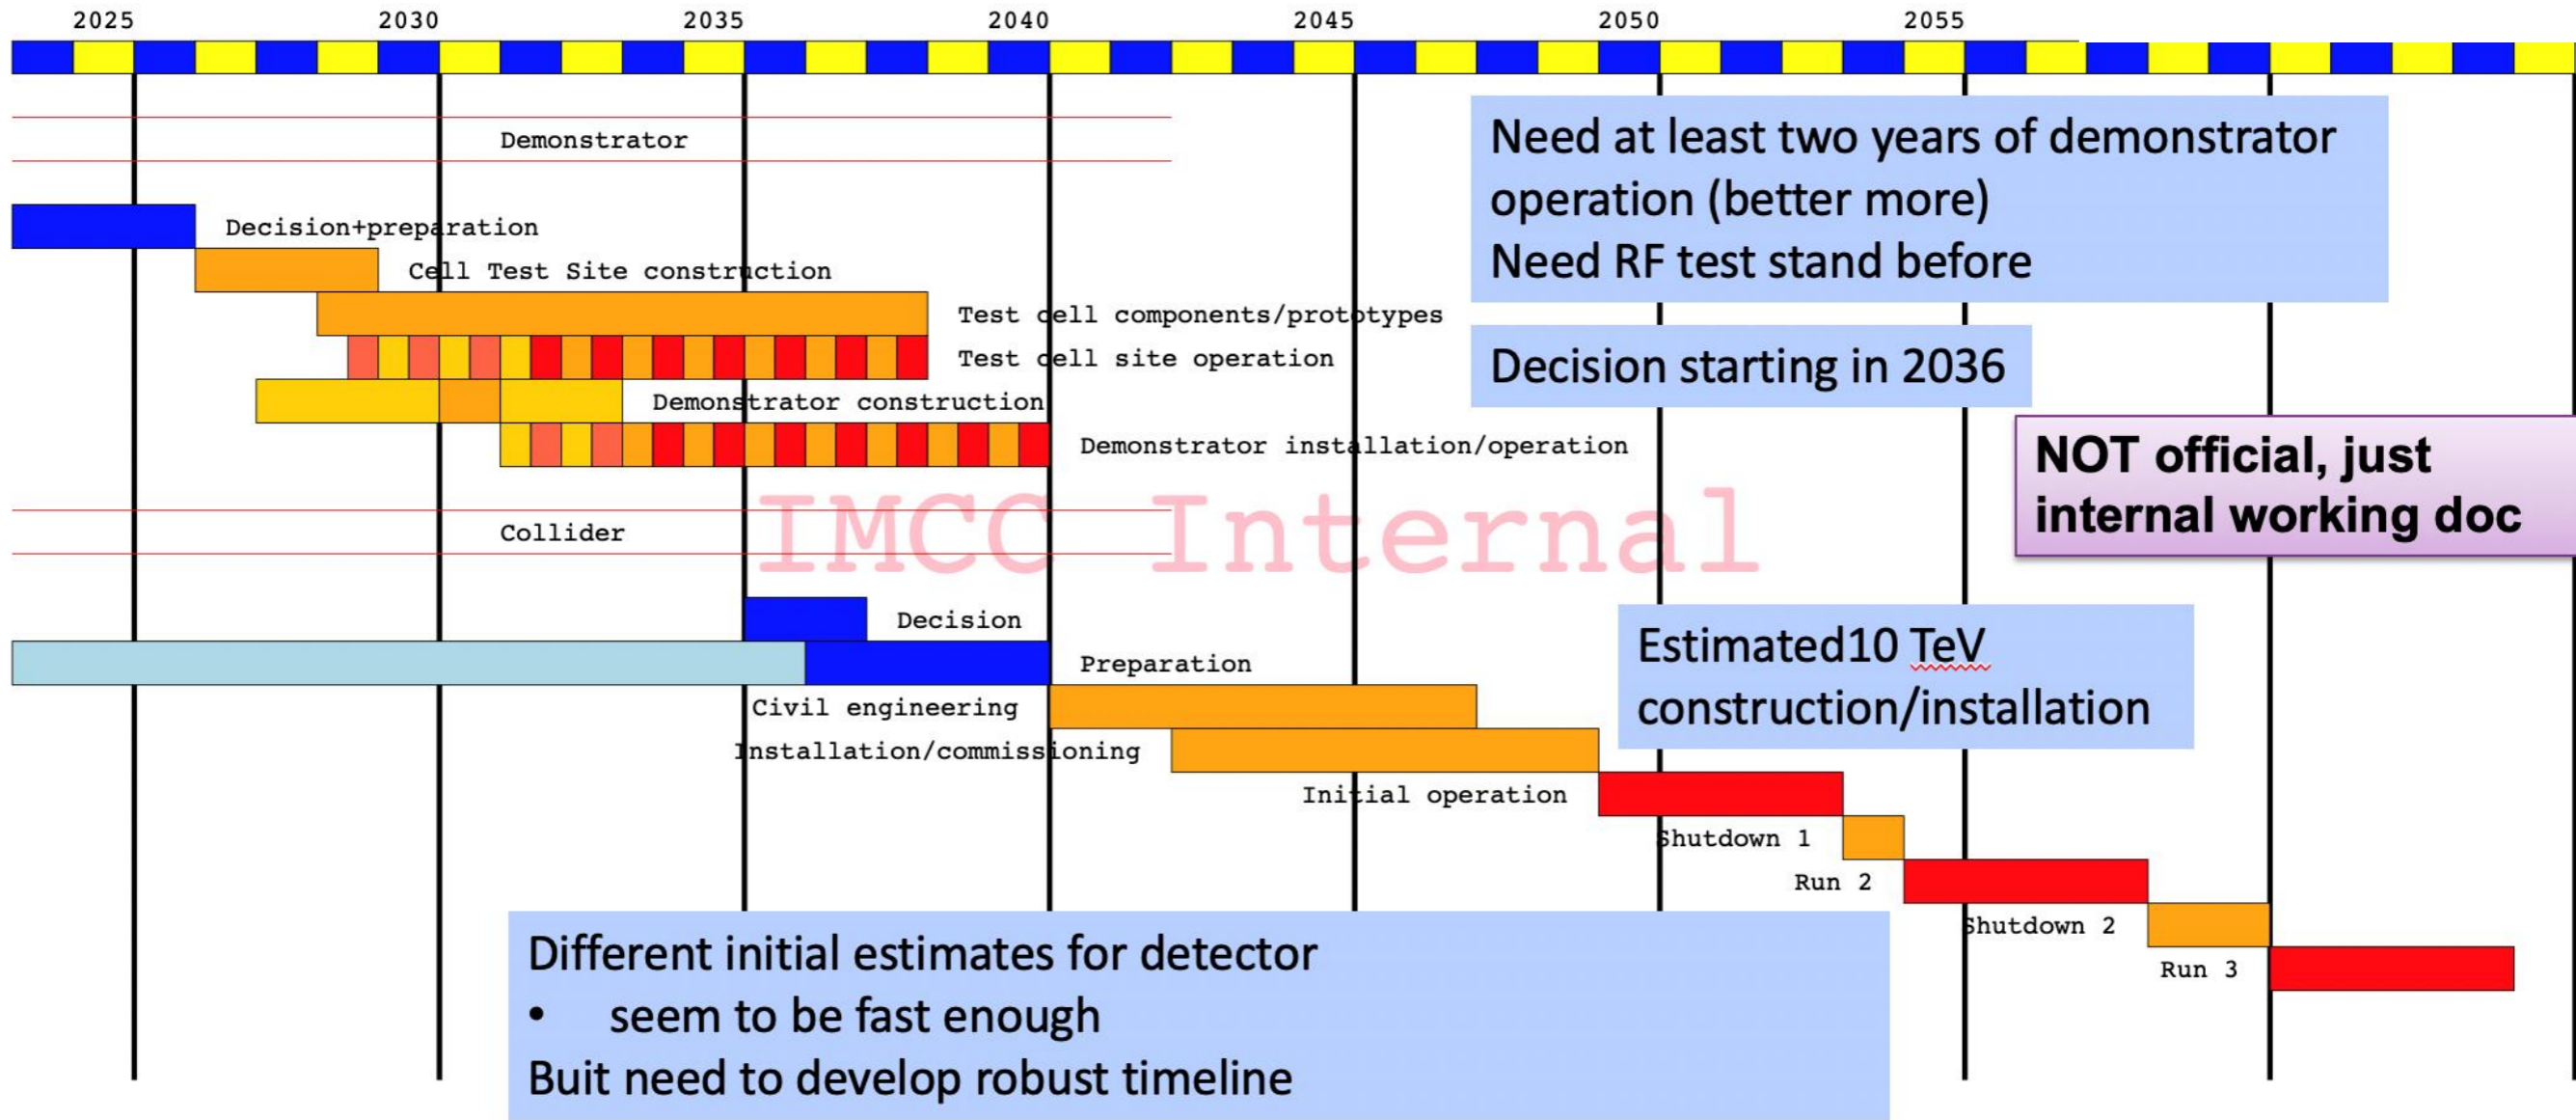 2025 2030 2035 2040 2045 2050 2055
Demonstrator
Decision+preparation
Cell Test Site construction
Test cell components/prototypes
Test cell site operation
Demonstrator construction
Demonstrator installation/operation
Need at least two years of demonstrator
operation (better more)
Need RF test stand before
Decision starting in 2036
NOT official, just
internal working doc
IMCC Internal
Collider
Decision
Preparation
Civil engineering
Installation/commissioning
Initial operation
Shutdown 1
Run 2
Shutdown 2
Run 3
Estimated10 TeV
construction/installation
Different initial estimates for detector
• seem to be fast enough
Buit need to develop robust timeline